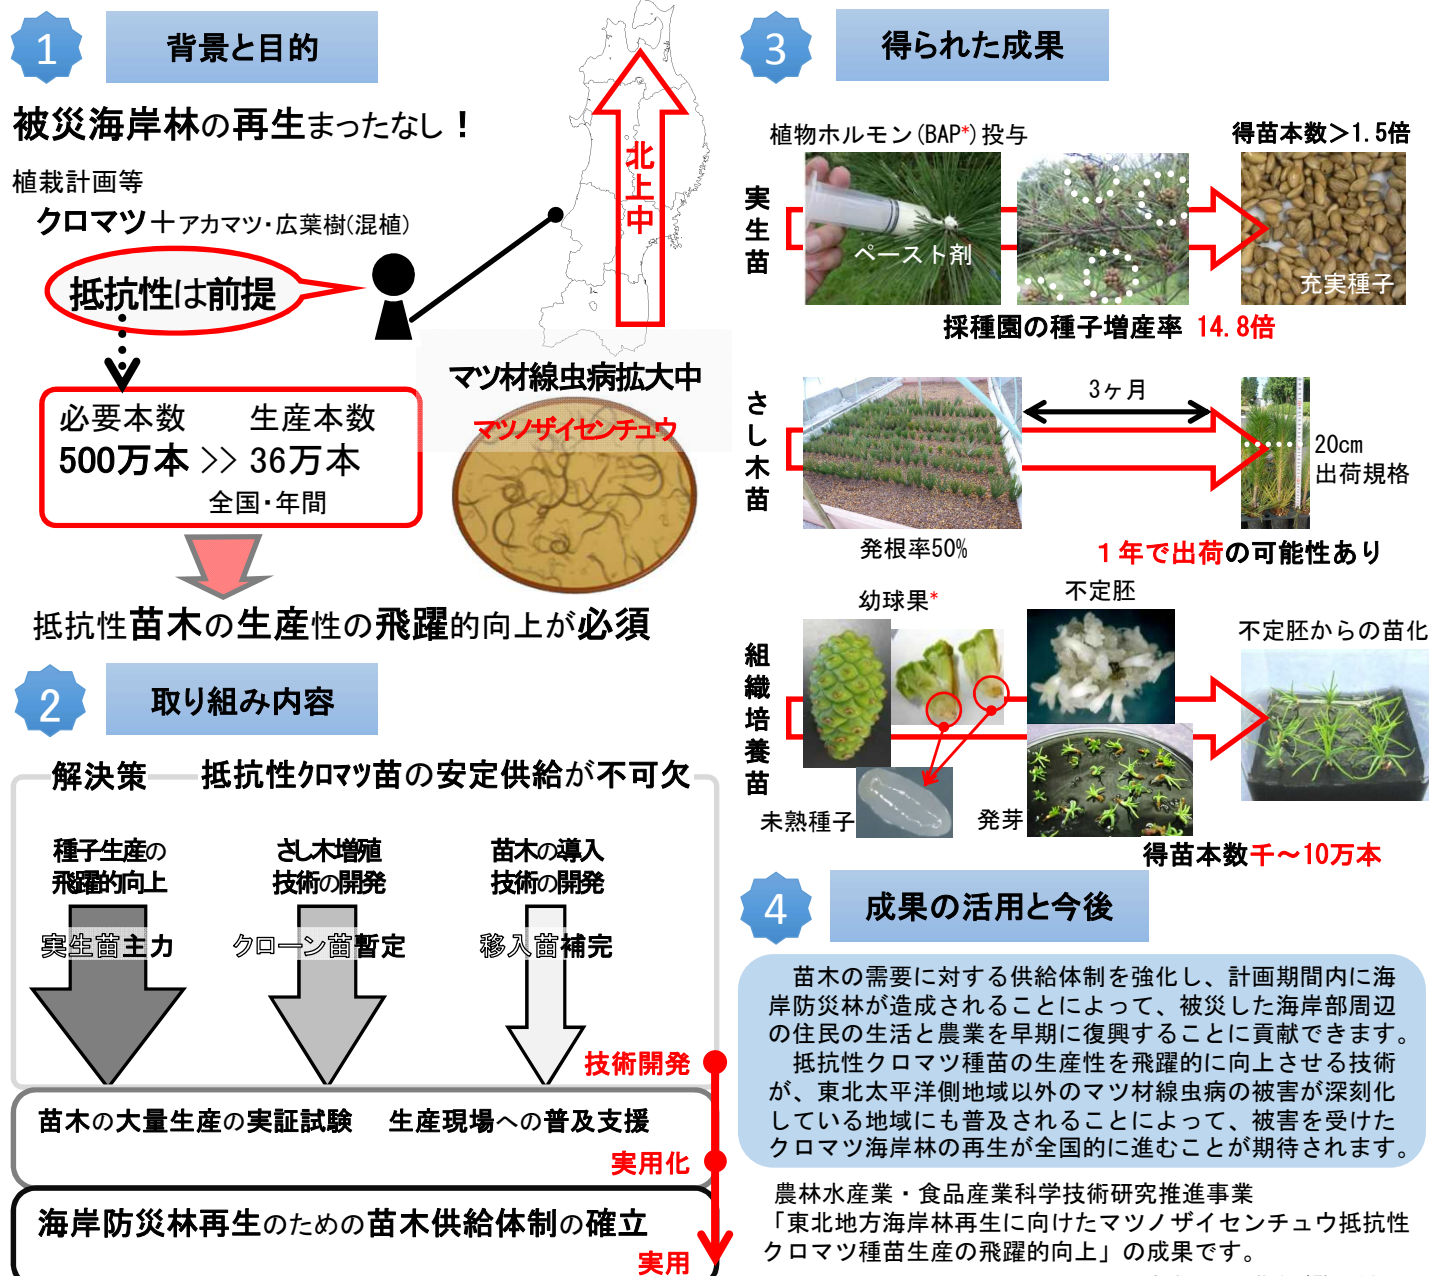 1
背景と目的
被災海岸林の再生まったなし！
植栽計画等
クロマツ＋アカマツ・広葉樹(混植)
抵抗性は前提
北上中
必要本数 生産本数
500万本 >> 36万本
全国・年間
マツ材線虫病拡大中
マツノザイセンチュウ
抵抗性苗木の生産性の飛躍的向上が必須
2
取り組み内容
解決策 抵抗性クロマツ苗の安定供給が不可欠
種子生産の
飛躍的向上
実生苗主力
さし木増殖
技術の開発
クローン苗暫定
苗木の導入
技術の開発
移入苗補完
技術開発
苗木の大量生産の実証試験 生産現場への普及支援
実用化
海岸防災林再生のための苗木供給体制の確立
実用
3
得られた成果
実生苗
植物ホルモン(BAP*)投与
得苗本数＞1.5倍
ペースト剤
充実種子
採種園の種子増産率 14.8倍
さし木苗
3ヶ月
20cm
出荷規格
発根率50%
１年で出荷の可能性あり
組織培養苗
幼球果*
不定胚
不定胚からの苗化
未熟種子
発芽
得苗本数千～10万本
4
成果の活用と今後
苗木の需要に対する供給体制を強化し、計画期間内に海
岸防災林が造成されることによって、被災した海岸部周辺
の住民の生活と農業を早期に復興することに貢献できます。
抵抗性クロマツ種苗の生産性を飛躍的に向上させる技術
が、東北太平洋側地域以外のマツ材線虫病の被害が深刻化
している地域にも普及されることによって、被害を受けた
クロマツ海岸林の再生が全国的に進むことが期待されます。
農林水産業・食品産業科学技術研究推進事業
「東北地方海岸林再生に向けたマツノザイセンチュウ抵抗性
クロマツ種苗生産の飛躍的向上」の成果です。